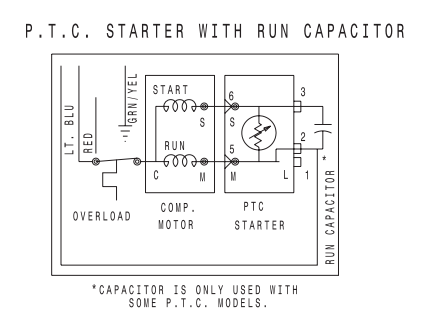 P.T.C. STARTER WITH RUN CAPACITOR
LT. BLU
RED
GRN/YEL
START
S
RUN
C
M
6
S
5
M
3
2
L
1
*
RUN CAPACITOR
OVERLOAD
COMP.
MOTOR
PTC
STARTER
*CAPACITOR IS ONLY USED WITH
SOME P.T.C. MODELS.